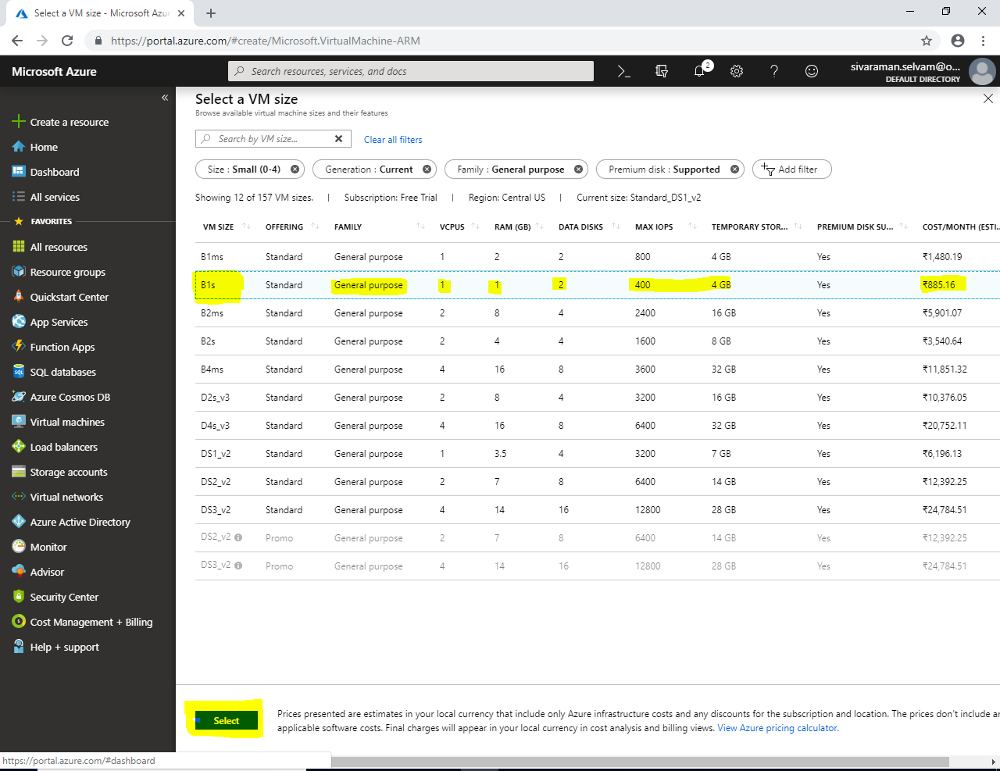 Select a VM size - Microsoft Azur
https://portal.azure.com/#create/Microsoft.VirtualMachine-ARM
Microsoft Azure
Search resources, services, and docs
2
sivaraman.selvam@o...
DEFAULT DIRECTORY
Create a resource
Home
Dashboard
All services
FAVORITES
All resources
Resource groups
Quickstart Center
App Services
Function Apps
SQL databases
Azure Cosmos DB
Virtual machines
Load balancers
Storage accounts
Virtual networks
Azure Active Directory
Monitor
Advisor
Security Center
Cost Management + Billing
Help + support
Select a VM size
Browse available virtual machine sizes and their features
Search by VM size...
Clear all filters
Size : Small (0-4) Generation : Current Family : General purpose Premium disk : Supported Add filter
Showing 12 of 157 VM sizes. | Subscription: Free Trial | Region: Central US | Current size: Standard_DS1_v2
VM SIZE OFFERING FAMILY VCPUS RAM (GB) DATA DISKS MAX IOPS TEMPORARY STOR... PREMIUM DISK SU... COST/MONTH (ESTI...
B1ms Standard General purpose 1 2 2 800 4 GB Yes ₹1,480.19
B1s Standard General purpose 1 1 2 400 4 GB Yes ₹885.16
B2ms Standard General purpose 2 8 4 2400 16 GB Yes ₹5,901.07
B2s Standard General purpose 2 4 4 1600 8 GB Yes ₹3,540.64
B4ms Standard General purpose 4 16 8 3600 32 GB Yes ₹11,851.32
D2s_v3 Standard General purpose 2 8 4 3200 16 GB Yes ₹10,376.05
D4s_v3 Standard General purpose 4 16 8 6400 32 GB Yes ₹20,752.11
DS1_v2 Standard General purpose 1 3.5 4 3200 7 GB Yes ₹6,196.13
DS2_v2 Standard General purpose 2 7 8 6400 14 GB Yes ₹12,392.25
DS3_v2 Standard General purpose 4 14 16 12800 28 GB Yes ₹24,784.51
DS2_v2 Promo General purpose 2 7 8 6400 14 GB Yes ₹12,392.25
DS3_v2 Promo General purpose 4 14 16 12800 28 GB Yes ₹24,784.51
Select
Prices presented are estimates in your local currency that include only Azure infrastructure costs and any discounts for the subscription and location. The prices don't include an
applicable software costs. Final charges will appear in your local currency in cost analysis and billing views. View Azure pricing calculator.
https://portal.azure.com/#dashboard